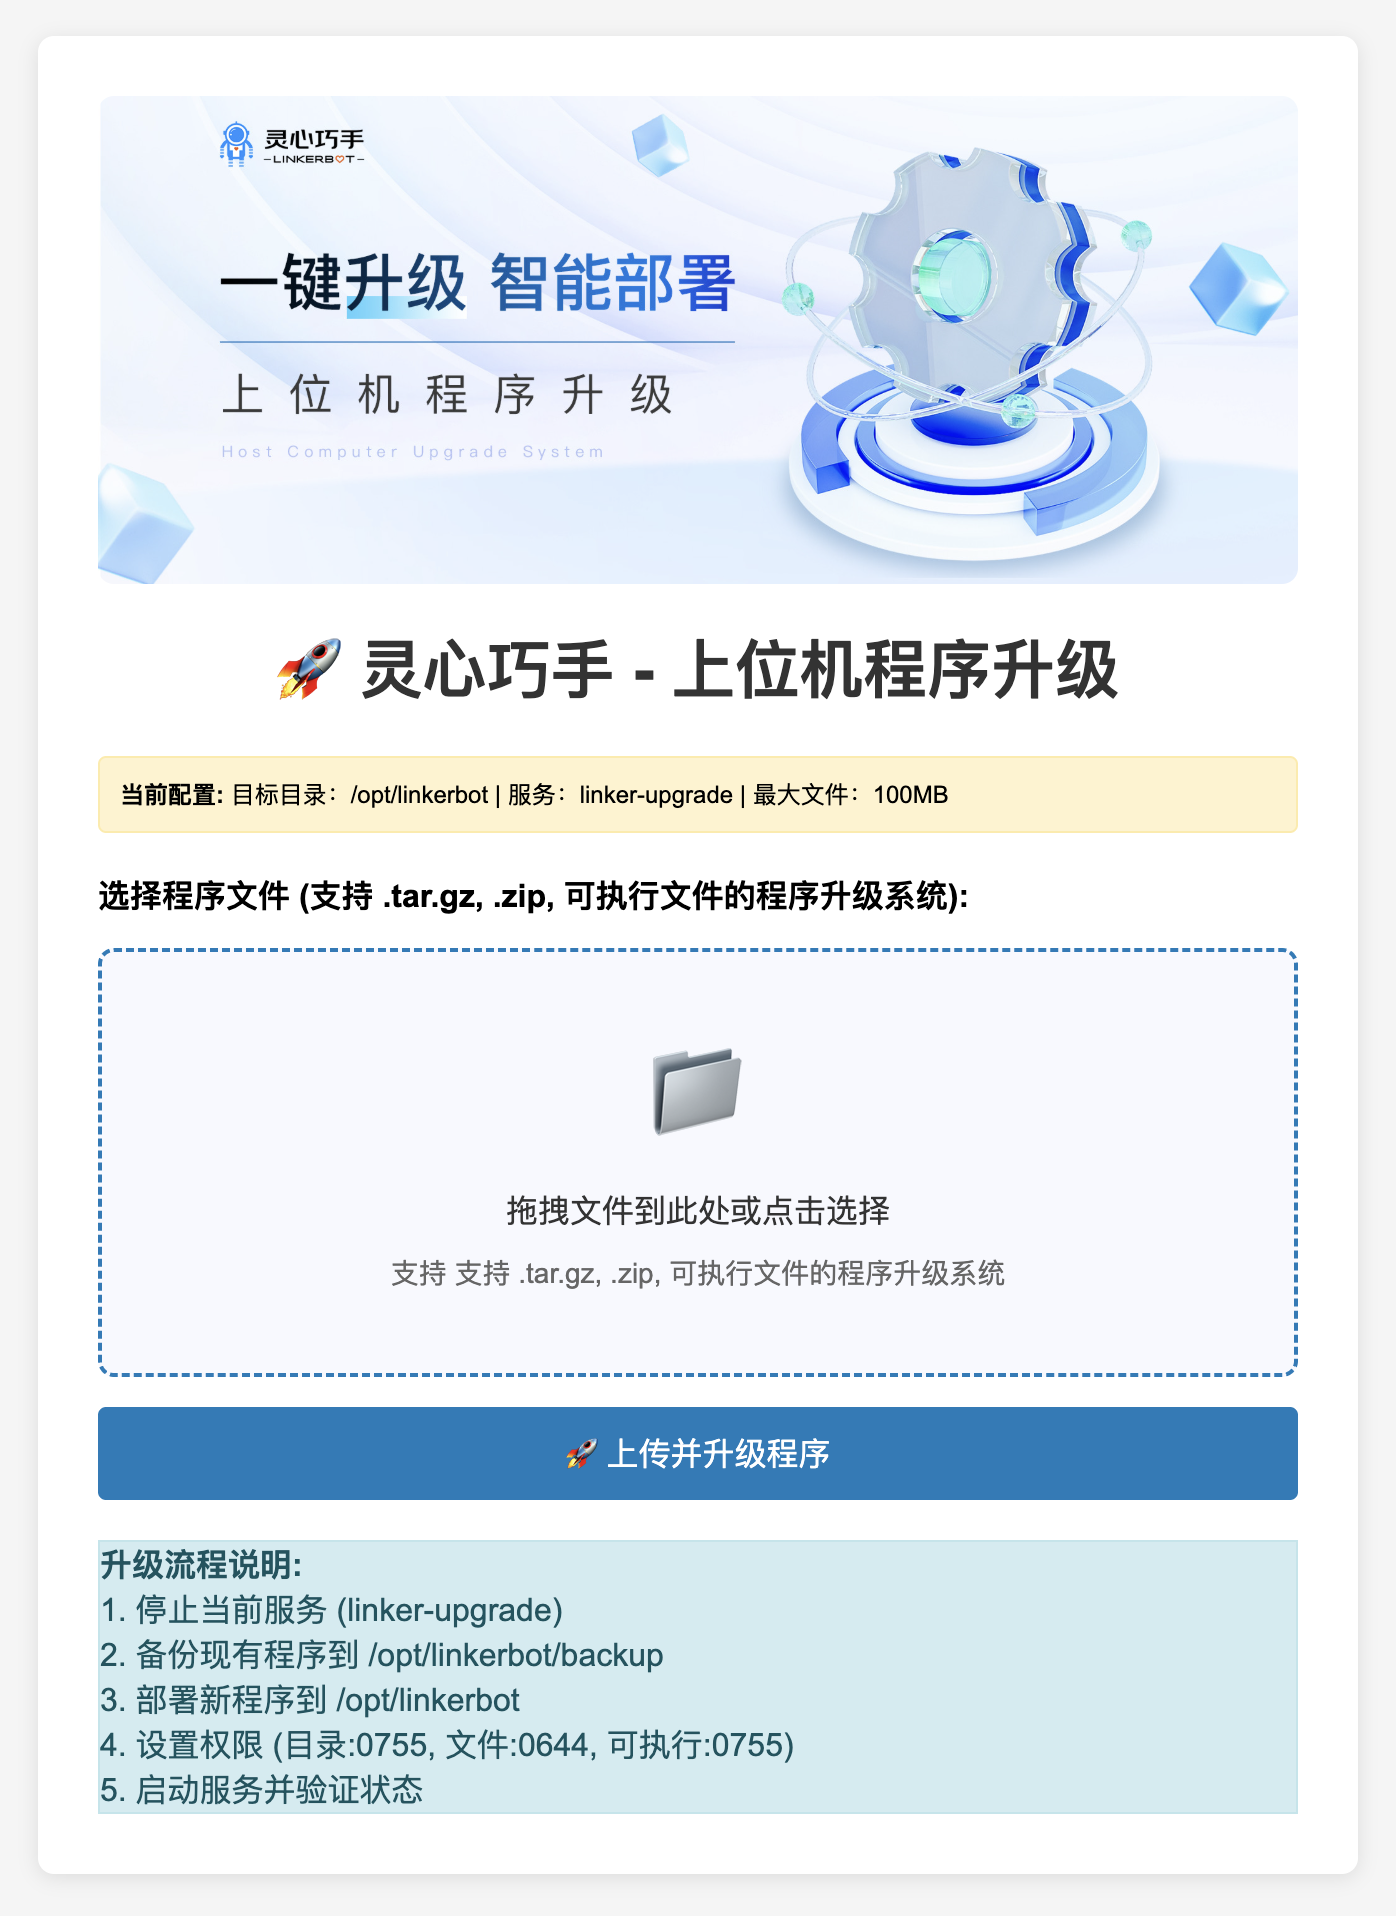 灵心巧手
LINKERBOT
一键升级 智能部署
上位机程序升级
Host Computer Upgrade System
🚀 灵心巧手 - 上位机程序升级
当前配置: 目标目录：/opt/linkerbot | 服务：linker-upgrade | 最大文件：100MB
选择程序文件 (支持 .tar.gz, .zip, 可执行文件的程序升级系统):
拖拽文件到此处或点击选择
支持 支持 .tar.gz, .zip, 可执行文件的程序升级系统
🚀 上传并升级程序
升级流程说明:
1. 停止当前服务 (linker-upgrade)
2. 备份现有程序到 /opt/linkerbot/backup
3. 部署新程序到 /opt/linkerbot
4. 设置权限 (目录:0755, 文件:0644, 可执行:0755)
5. 启动服务并验证状态